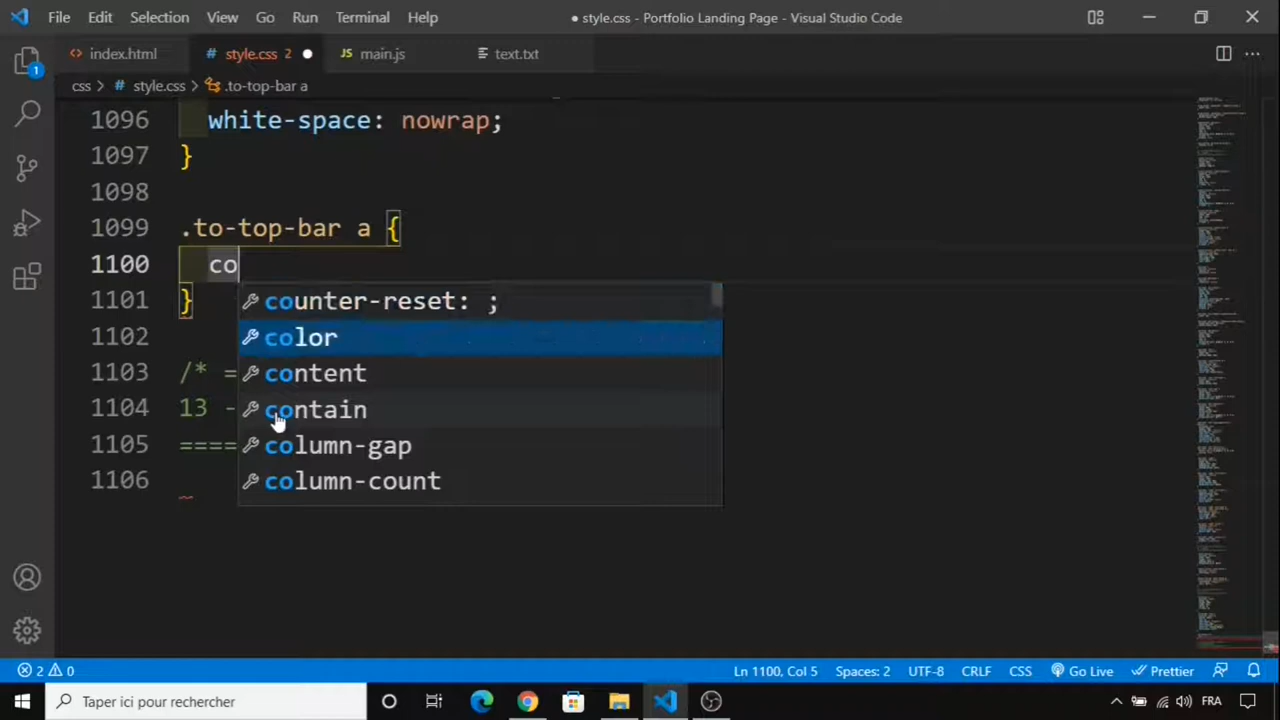 File Edit Selection View Go Run Terminal Help ● style.css - Portfolio Landing Page - Visual Studio Code
1 <> index.html # style.css 2 ● JS main.js text.txt
css > # style.css > .to-top-bar a
1096 white-space: nowrap;
1097 }
1098
1099 .to-top-bar a {
1100 co
counter-reset: ;
1101 }
1102 color
1103 /* = content
1104 13 - contain
1105 ==== column-gap
1106 column-count
2 0 Ln 1100, Col 5 Spaces: 2 UTF-8 CRLF CSS Go Live Prettier
Taper ici pour rechercher FRA